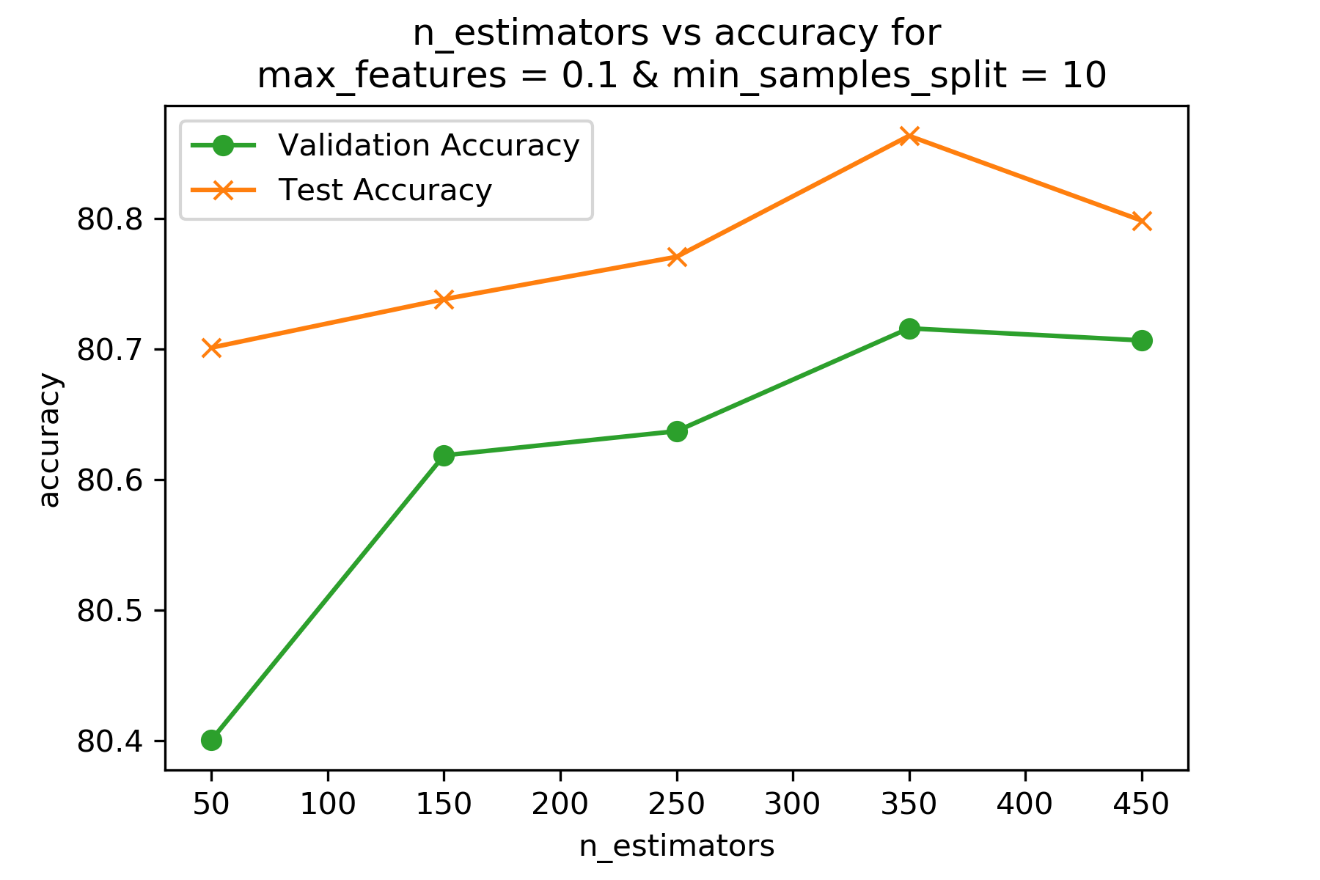 n_estimators vs accuracy for
max_features = 0.1 & min_samples_split = 10
Validation Accuracy
Test Accuracy
accuracy
80.8
80.7
80.6
80.5
80.4
50 100 150 200 250 300 350 400 450
n_estimators